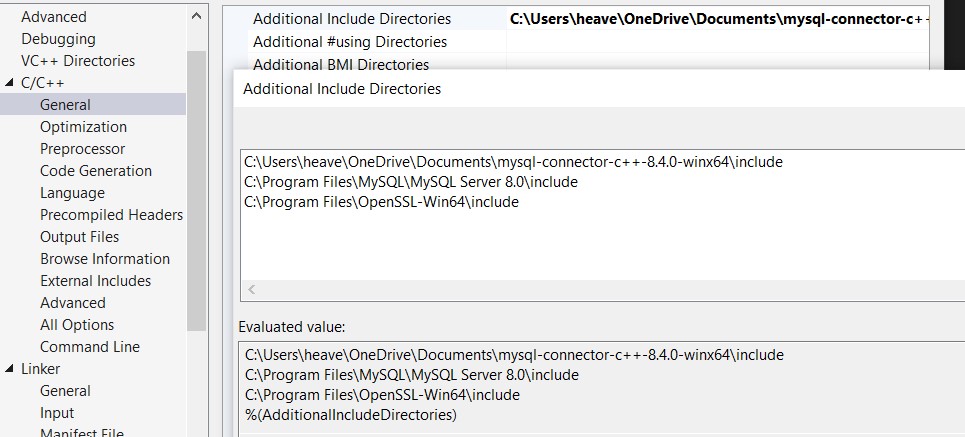 Advanced
Debugging
VC++ Directories
C/C++
General
Optimization
Preprocessor
Code Generation
Language
Precompiled Headers
Output Files
Browse Information
External Includes
Advanced
All Options
Command Line
Linker
General
Input
Manifest File
Additional Include Directories C:\Users\heave\OneDrive\Documents\mysql-connector-c++
Additional #using Directories
Additional BMI Directories
Additional Include Directories
C:\Users\heave\OneDrive\Documents\mysql-connector-c++-8.4.0-winx64\include
C:\Program Files\MySQL\MySQL Server 8.0\include
C:\Program Files\OpenSSL-Win64\include
Evaluated value:
C:\Users\heave\OneDrive\Documents\mysql-connector-c++-8.4.0-winx64\include
C:\Program Files\MySQL\MySQL Server 8.0\include
C:\Program Files\OpenSSL-Win64\include
%(AdditionalIncludeDirectories)